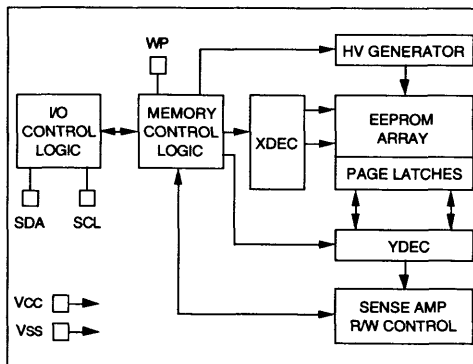 WP
HV GENERATOR
I/O
CONTROL
LOGIC
MEMORY
CONTROL
LOGIC
XDEC
EEPROM
ARRAY
PAGE LATCHES
SDA
SCL
YDEC
VCC
VSS
SENSE AMP
R/W CONTROL